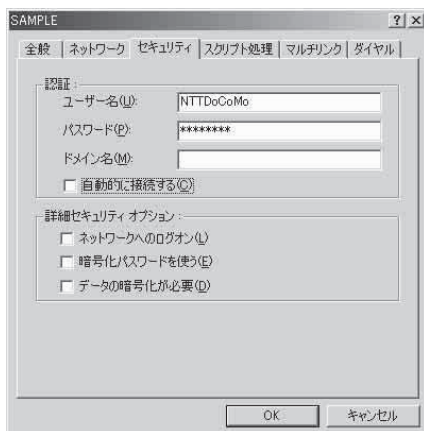 SAMPLE
全般 ネットワーク セキュリティ スクリプト処理 マルチリンク ダイヤル
認証:
ユーザー名(U): NTTDoCoMo
パスワード(P): ********
ドメイン名(M):
自動的に接続する(C)
詳細セキュリティ オプション:
ネットワークへのログオン(L)
暗号化パスワードを使う(E)
データの暗号化が必要(D)
OK キャンセル